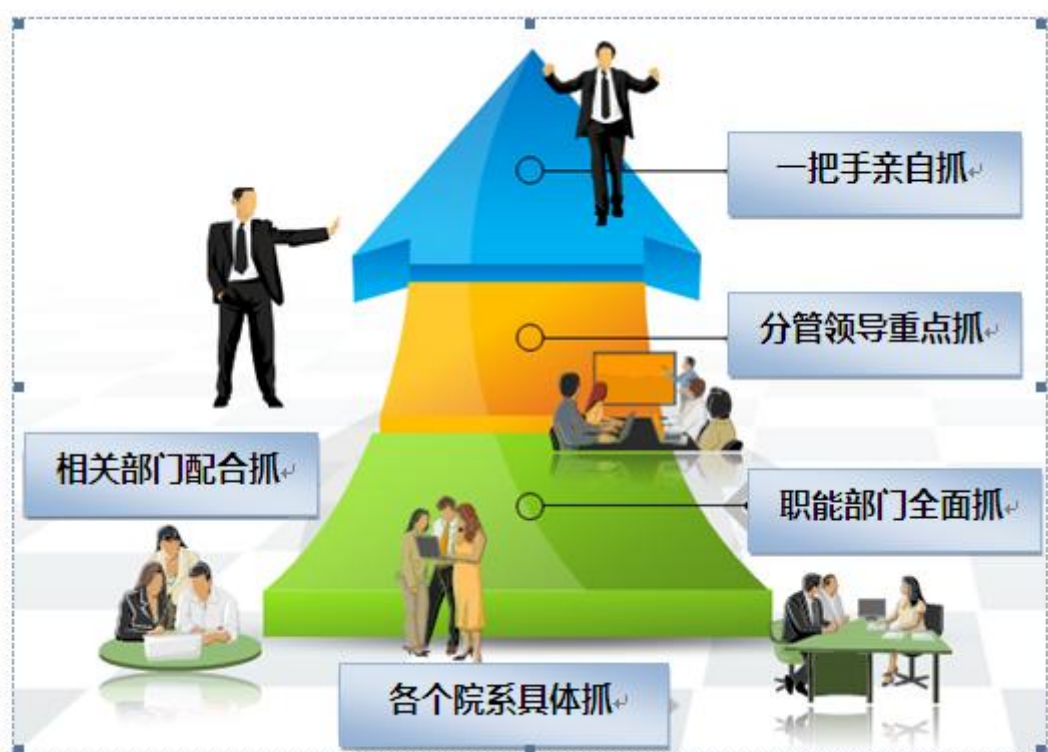 一把手亲自抓
分管领导重点抓
相关部门配合抓
职能部门全面抓
各个院系具体抓